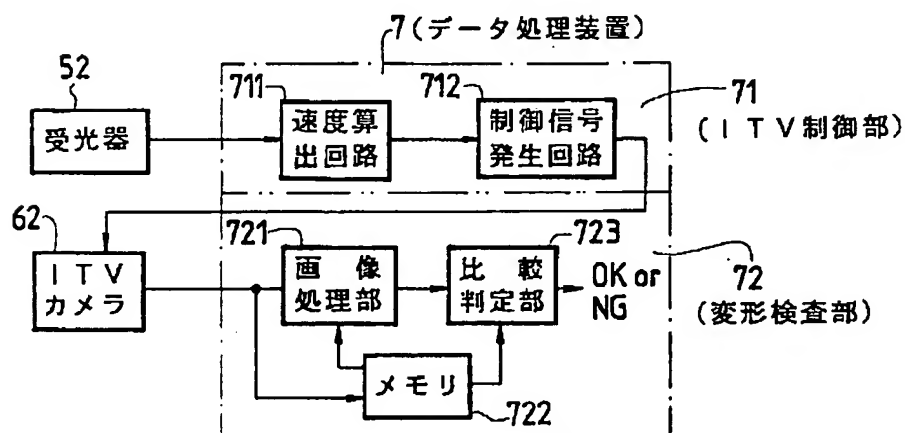 7(データ処理装置)
52
受光器
711
速度算
出回路
712
制御信号
発生回路
71
(ITV制御部)
62
ITV
カメラ
721
画像
処理部
723
比較
判定部
OK or
NG
72
(変形検査部)
メモリ
722